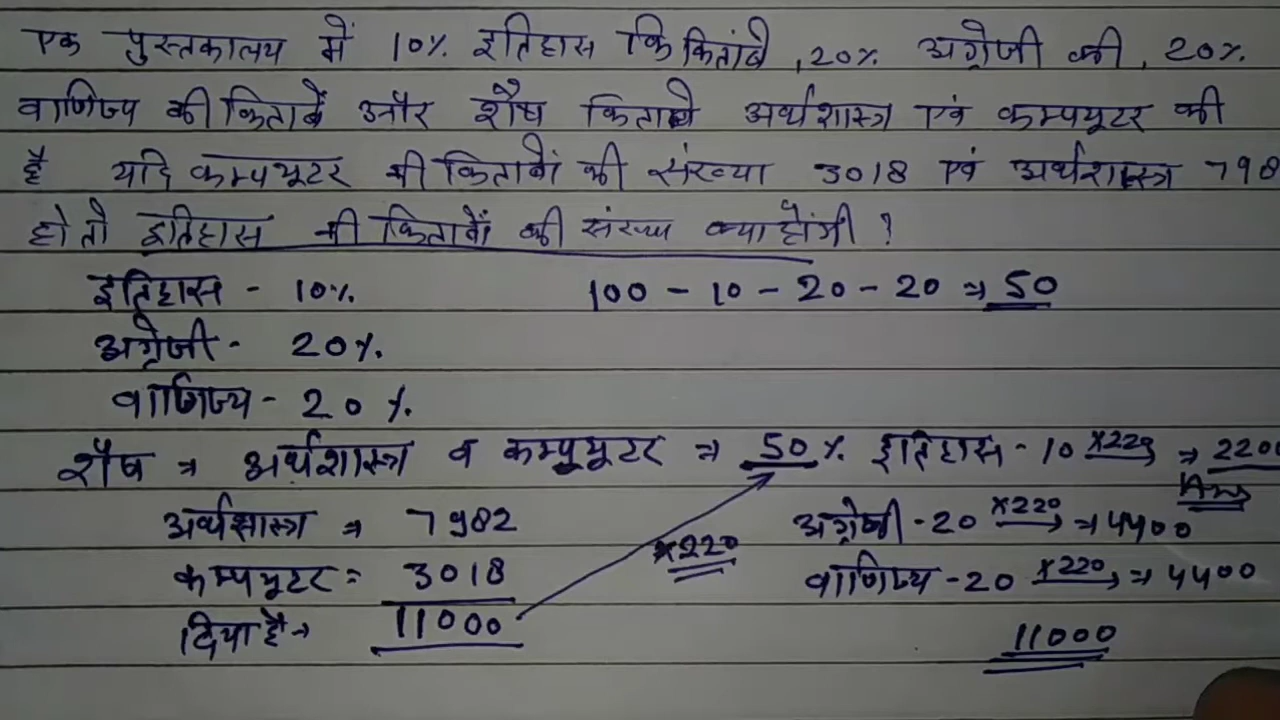 एक पुस्तकालय में 10% इतिहास कि किताबे, 20% अग्रेजी की, 20%
वाणिज्य की किताबें और शैष किताबे अर्थशास्त्र एवं कम्पयूटर की
है यदि कम्पयूटर की किताबों की संख्या 3018 एवं अर्थशास्त्र 798
हो तो इतिहास की किताबों की संख्य क्या होंगी ?
इतिहास - 10% 100 - 10 - 20 - 20 ⇒ 50
अग्रेजी - 20%
वाणिज्य - 20%
शैष ⇒ अर्थशास्त्र व कम्पुयूटर ⇒ 50% इतिहास - 10 ×220 ⇒ 2200
Ans
अर्थशास्त्र ⇒ 7982 ×220 अग्रेजी - 20 ×220 ⇒ 4400
कम्पयूटर = 3018 वाणिज्य - 20 ×220 ⇒ 4400
दिया है → 11000 11000